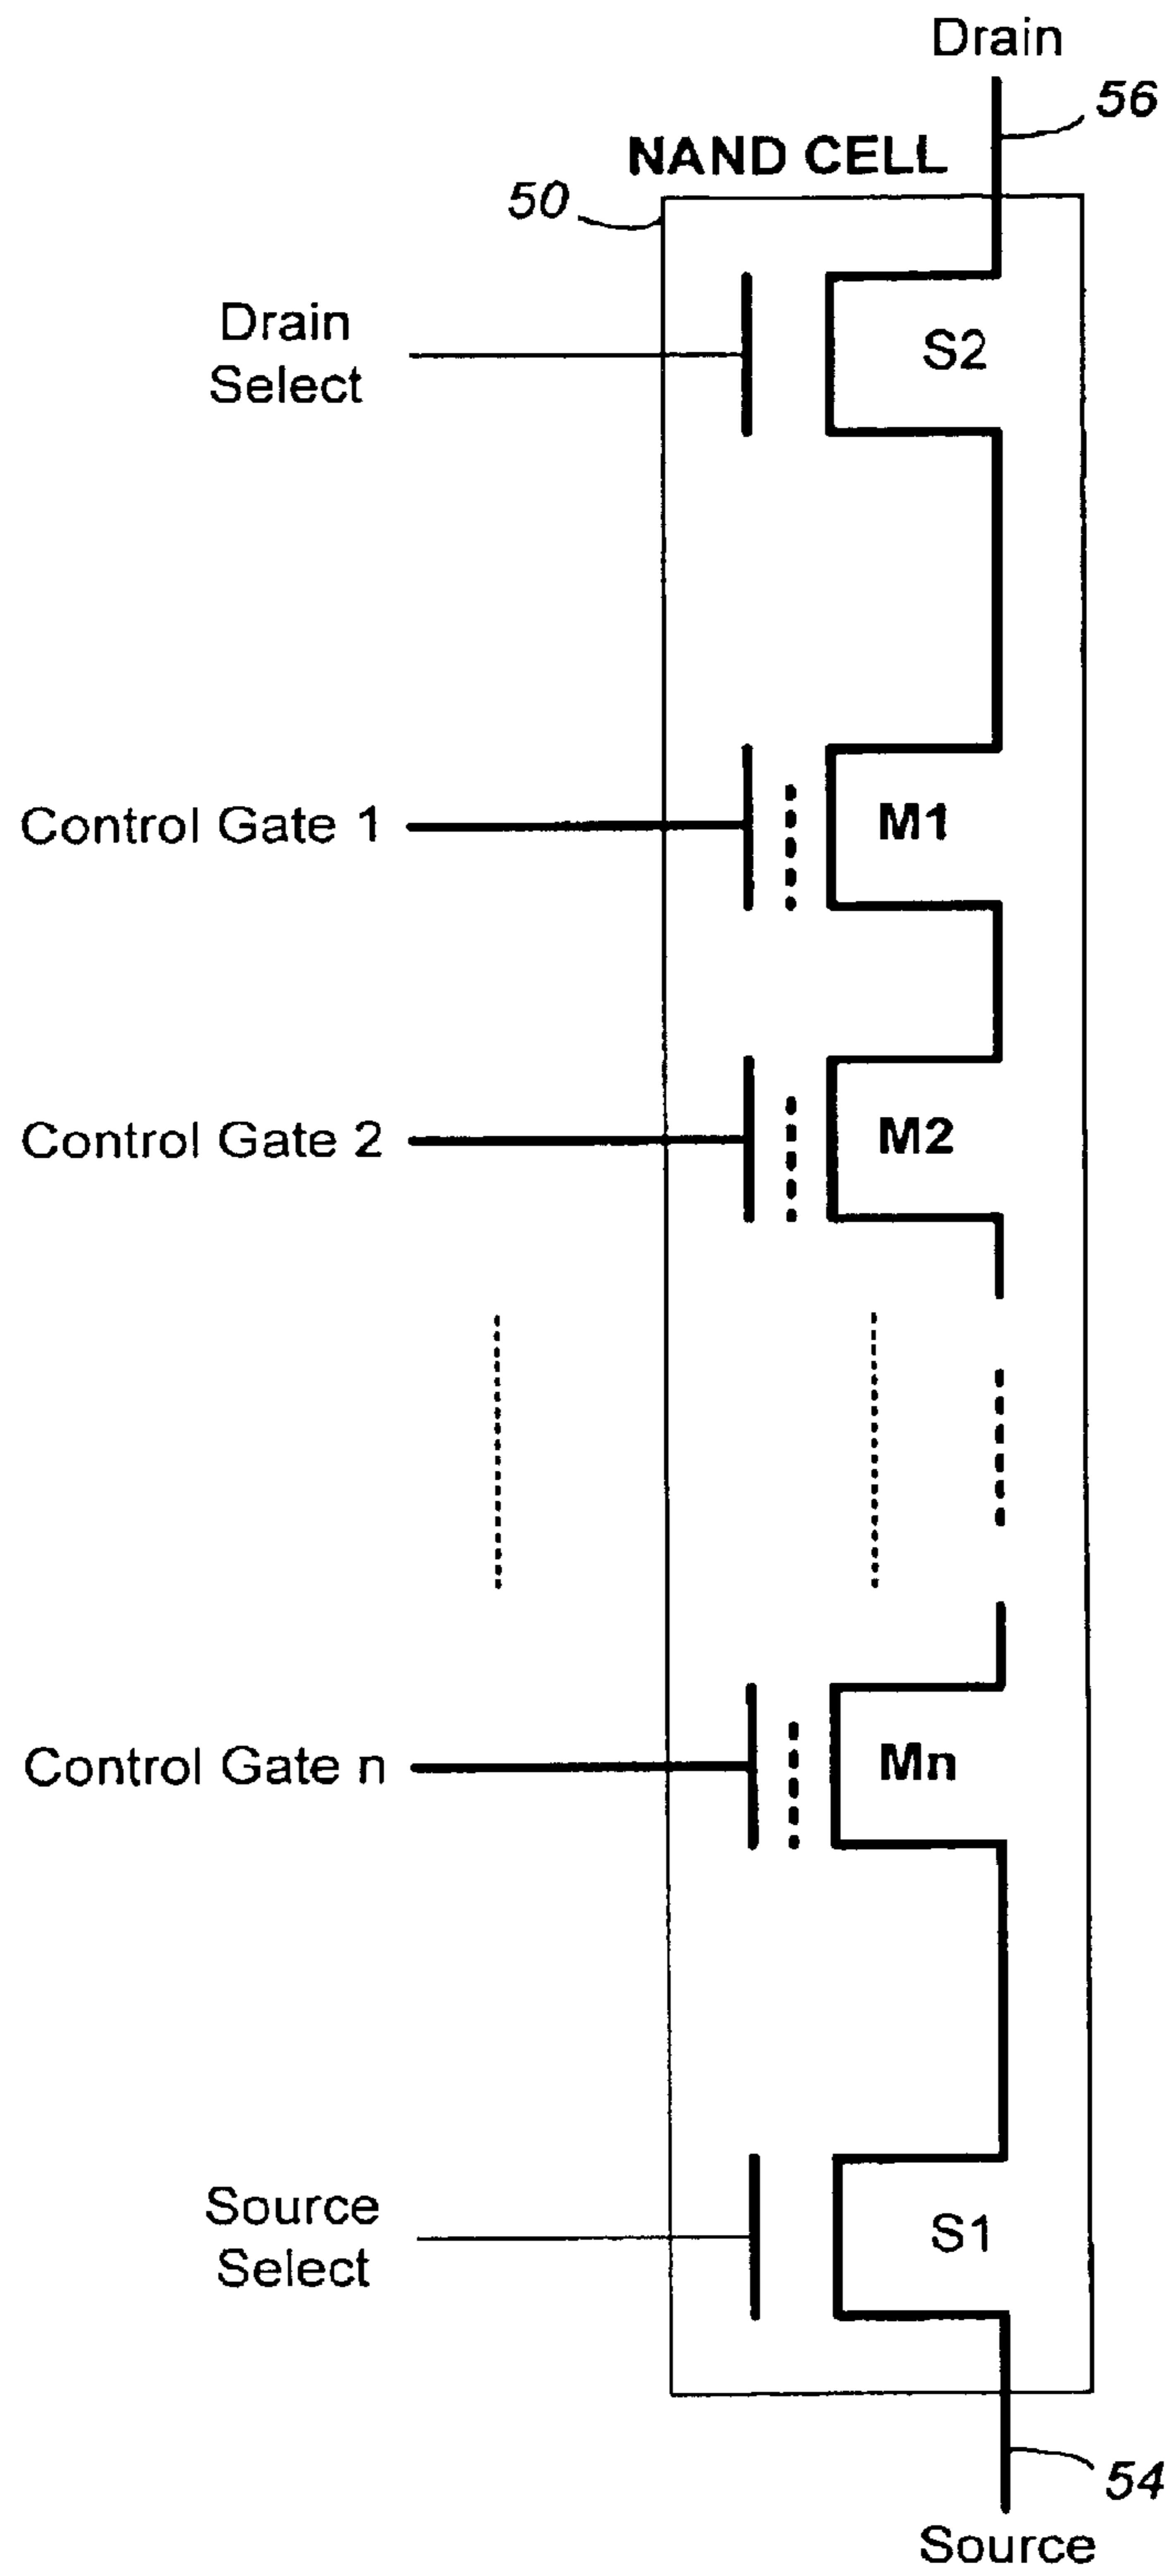 Drain
56
NAND CELL
50
Drain
Select
S2
Control Gate 1
M1
Control Gate 2
M2
Control Gate n
Mn
Source
Select
S1
54
Source